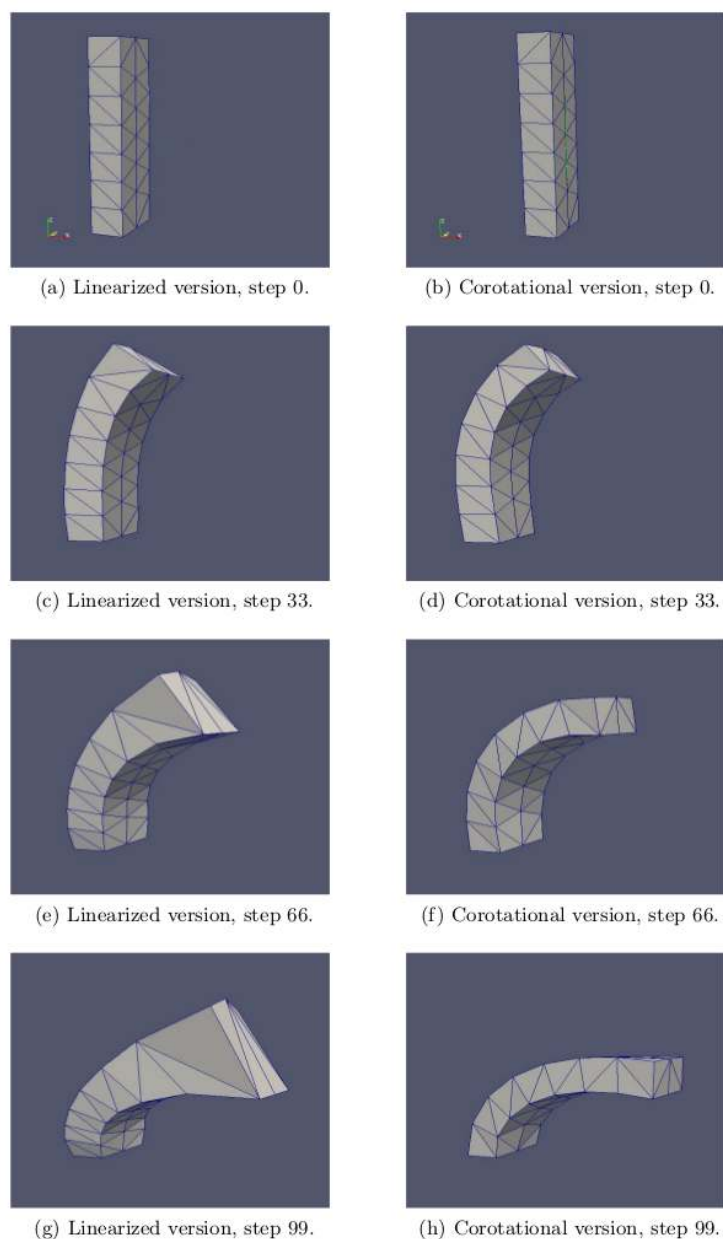 (a) Linearized version, step 0.
(b) Corotational version, step 0.
(c) Linearized version, step 33.
(d) Corotational version, step 33.
(e) Linearized version, step 66.
(f) Corotational version, step 66.
(g) Linearized version, step 99.
(h) Corotational version, step 99.